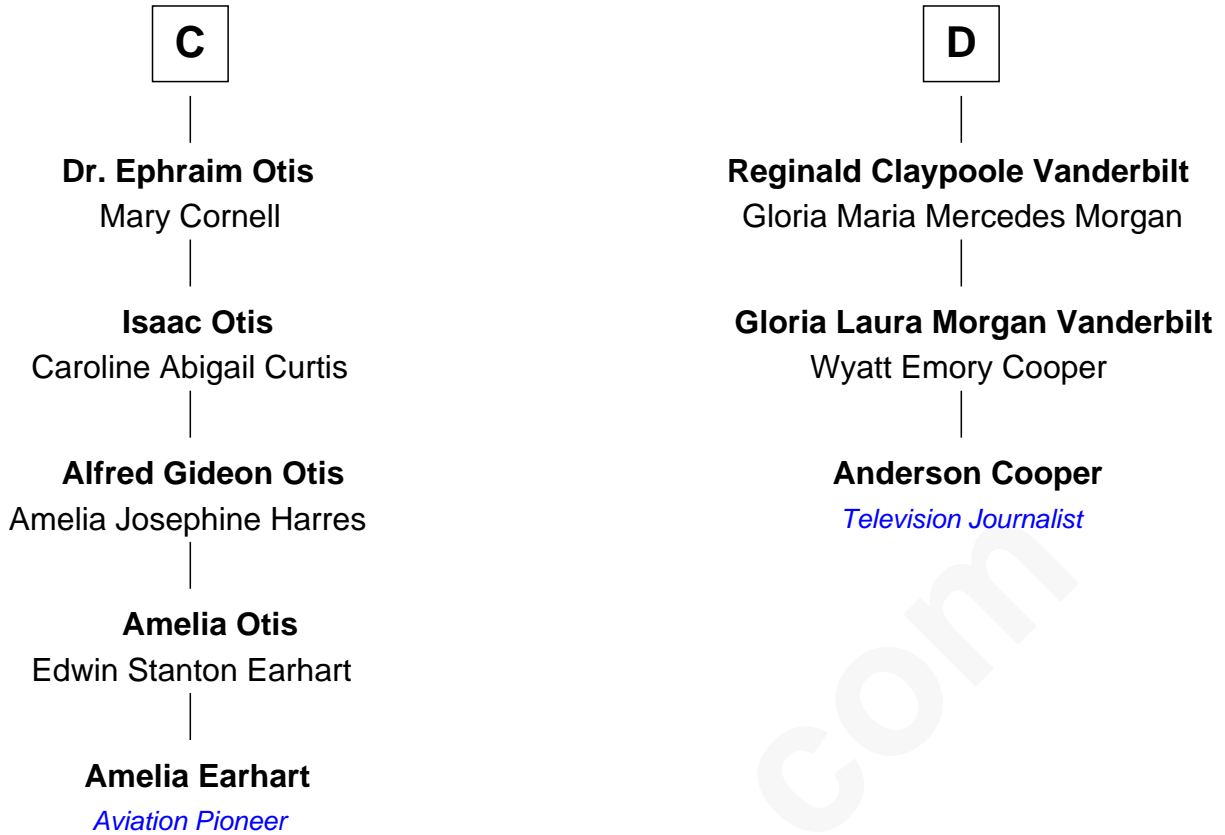 C
Dr. Ephraim Otis
Mary Cornell
Isaac Otis
Caroline Abigail Curtis
Alfred Gideon Otis
Amelia Josephine Harres
Amelia Otis
Edwin Stanton Earhart
Amelia Earhart
Aviation Pioneer
D
Reginald Claypoole Vanderbilt
Gloria Maria Mercedes Morgan
Gloria Laura Morgan Vanderbilt
Wyatt Emory Cooper
Anderson Cooper
Television Journalist
com